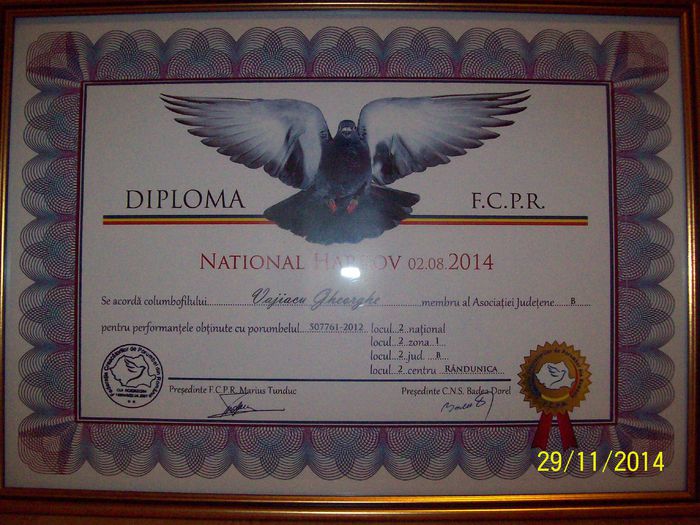 DIPLOMA
F.C.P.R.
NATIONAL HARCOV 02.08.2014
Se acordă columbofilului Vajiacu Gheorghe membru al Asociației Județene B
pentru performanțele obținute cu porumbelul 307761-2012
locul 2 național
locul 2 zona 1
locul 2 jud. B
locul 2 centru RÂNDUNICA
Președinte F.C.P.R. Marius Tunduc
Președinte C.N.S. Badea Dorel
29/11/2014